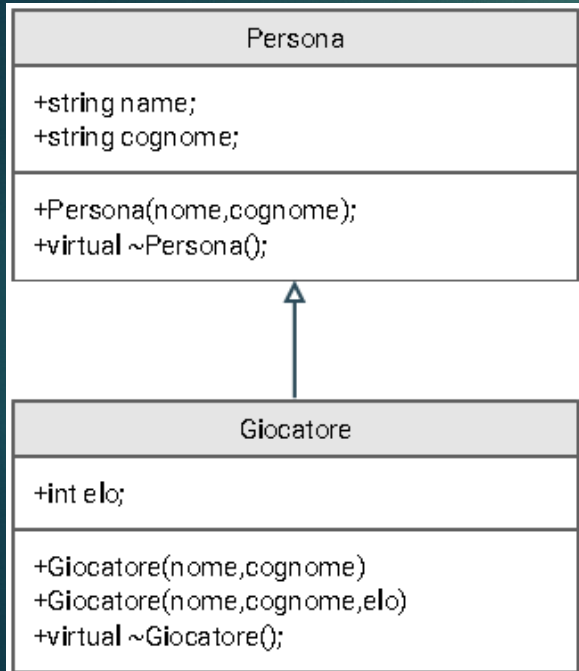 Persona
+string name;
+string cognome;
+Persona(nome,cognome);
+virtual ~Persona();
Giocatore
+int elo;
+Giocatore(nome,cognome)
+Giocatore(nome,cognome,elo)
+virtual ~Giocatore();